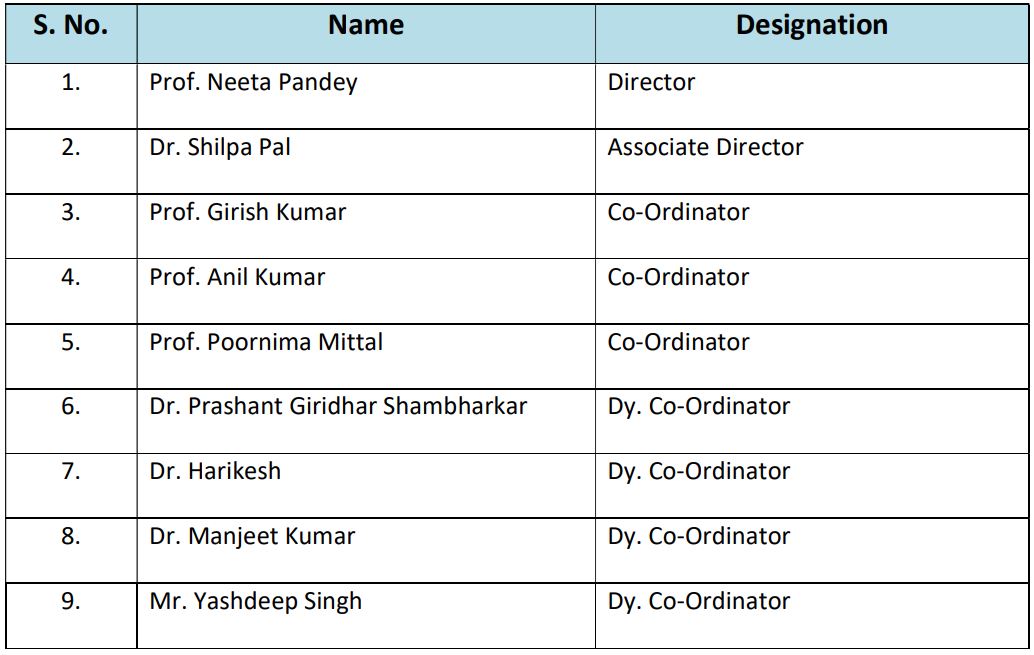 S. No. Name Designation
1. Prof. Neeta Pandey Director
2. Dr. Shilpa Pal Associate Director
3. Prof. Girish Kumar Co-Ordinator
4. Prof. Anil Kumar Co-Ordinator
5. Prof. Poornima Mittal Co-Ordinator
6. Dr. Prashant Giridhar Shambharkar Dy. Co-Ordinator
7. Dr. Harikesh Dy. Co-Ordinator
8. Dr. Manjeet Kumar Dy. Co-Ordinator
9. Mr. Yashdeep Singh Dy. Co-Ordinator